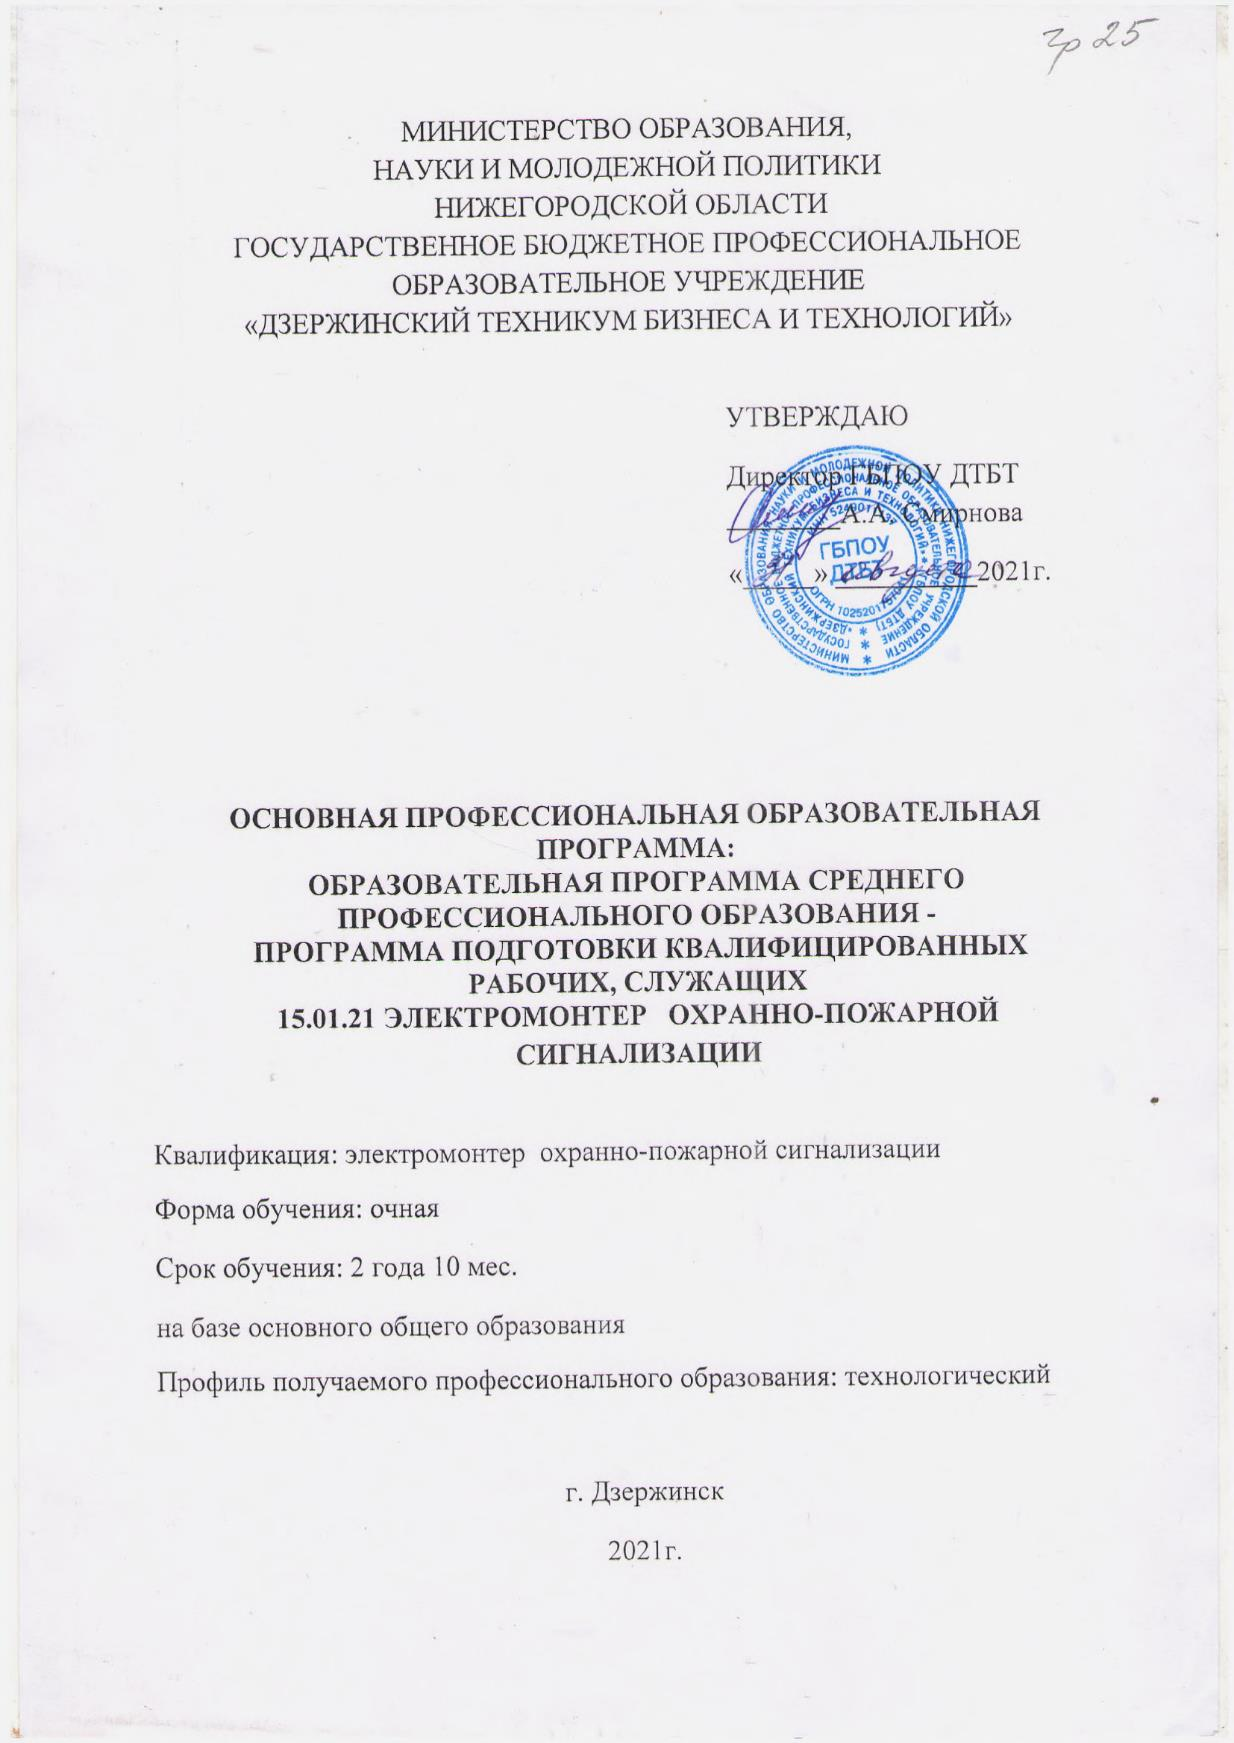 гр 25
МИНИСТЕРСТВО ОБРАЗОВАНИЯ,
НАУКИ И МОЛОДЕЖНОЙ ПОЛИТИКИ
НИЖЕГОРОДСКОЙ ОБЛАСТИ
ГОСУДАРСТВЕННОЕ БЮДЖЕТНОЕ ПРОФЕССИОНАЛЬНОЕ
ОБРАЗОВАТЕЛЬНОЕ УЧРЕЖДЕНИЕ
«ДЗЕРЖИНСКИЙ ТЕХНИКУМ БИЗНЕСА И ТЕХНОЛОГИЙ»
УТВЕРЖДАЮ
Директор ГБПОУ ДТБТ
А.А. Смирнова
« » августа 2021г.
ГБПОУ
ДТБТ
ОСНОВНАЯ ПРОФЕССИОНАЛЬНАЯ ОБРАЗОВАТЕЛЬНАЯ
ПРОГРАММА:
ОБРАЗОВАТЕЛЬНАЯ ПРОГРАММА СРЕДНЕГО
ПРОФЕССИОНАЛЬНОГО ОБРАЗОВАНИЯ -
ПРОГРАММА ПОДГОТОВКИ КВАЛИФИЦИРОВАННЫХ
РАБОЧИХ, СЛУЖАЩИХ
15.01.21 ЭЛЕКТРОМОНТЕР ОХРАННО-ПОЖАРНОЙ
СИГНАЛИЗАЦИИ
Квалификация: электромонтер охранно-пожарной сигнализации
Форма обучения: очная
Срок обучения: 2 года 10 мес.
на базе основного общего образования
Профиль получаемого профессионального образования: технологический
г. Дзержинск
2021г.